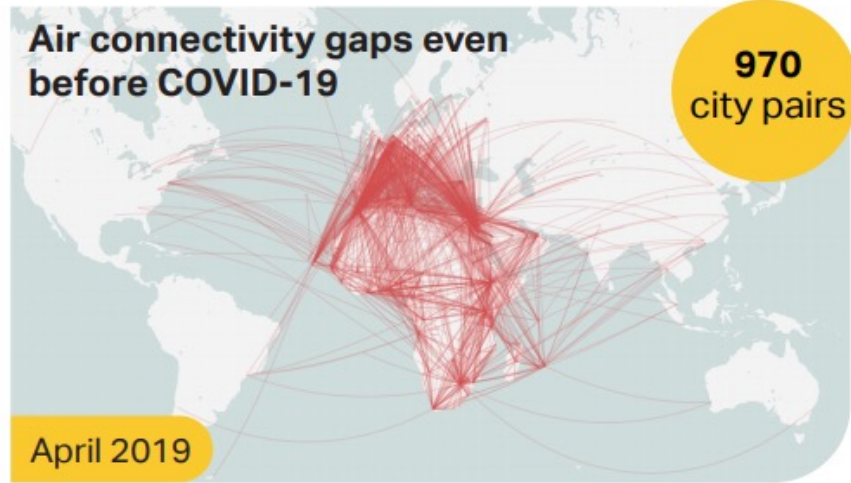 Air connectivity gaps even
before COVID-19
970
city pairs
April 2019